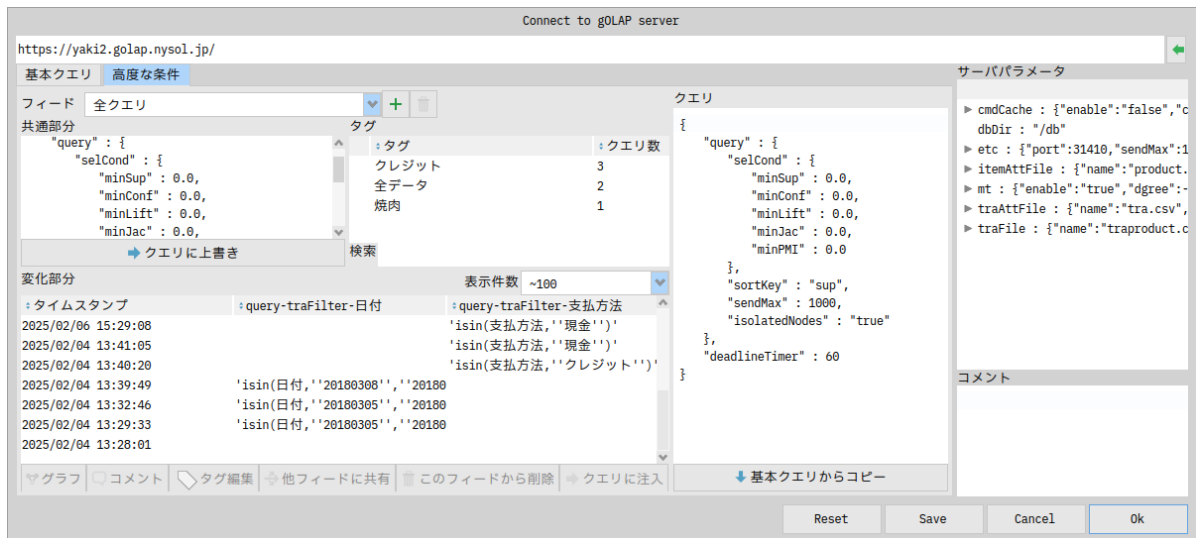 Connect to gOLAP server
https://yaki2.golap.nysol.jp/
基本クエリ 高度な条件
フィード 全クエリ
共通部分
"query" : {
"selCond" : {
"minSup" : 0.0,
"minConf" : 0.0,
"minLift" : 0.0,
"minJac" : 0.0,
クエリに上書き
タグ
タグ クエリ数
クレジット 3
全データ 2
焼肉 1
検索
変化部分 表示件数 ~100
タイムスタンプ query-traFilter-日付 query-traFilter-支払方法
2025/02/06 15:29:08 'isin(支払方法,''現金'')'
2025/02/04 13:41:05 'isin(支払方法,''現金'')'
2025/02/04 13:40:20 'isin(支払方法,''クレジット'')'
2025/02/04 13:39:49 'isin(日付,''20180308'',''20180
2025/02/04 13:32:46 'isin(日付,''20180305'',''20180
2025/02/04 13:29:33 'isin(日付,''20180305'',''20180
2025/02/04 13:28:01
グラフ コメント タグ編集 他フィードに共有 このフィードから削除 クエリに注入
クエリ
{
"query" : {
"selCond" : {
"minSup" : 0.0,
"minConf" : 0.0,
"minLift" : 0.0,
"minJac" : 0.0,
"minPMI" : 0.0
},
"sortKey" : "sup",
"sendMax" : 1000,
"isolatedNodes" : "true"
},
"deadlineTimer" : 60
}
基本クエリからコピー
サーバパラメータ
cmdCache : {"enable":"false","c
dbDir : "/db"
etc : {"port":31410,"sendMax":1
itemAttFile : {"name":"product.
mt : {"enable":"true","dgree":-
traAttFile : {"name":"tra.csv",
traFile : {"name":"traproduct.c
コメント
Reset Save Cancel Ok